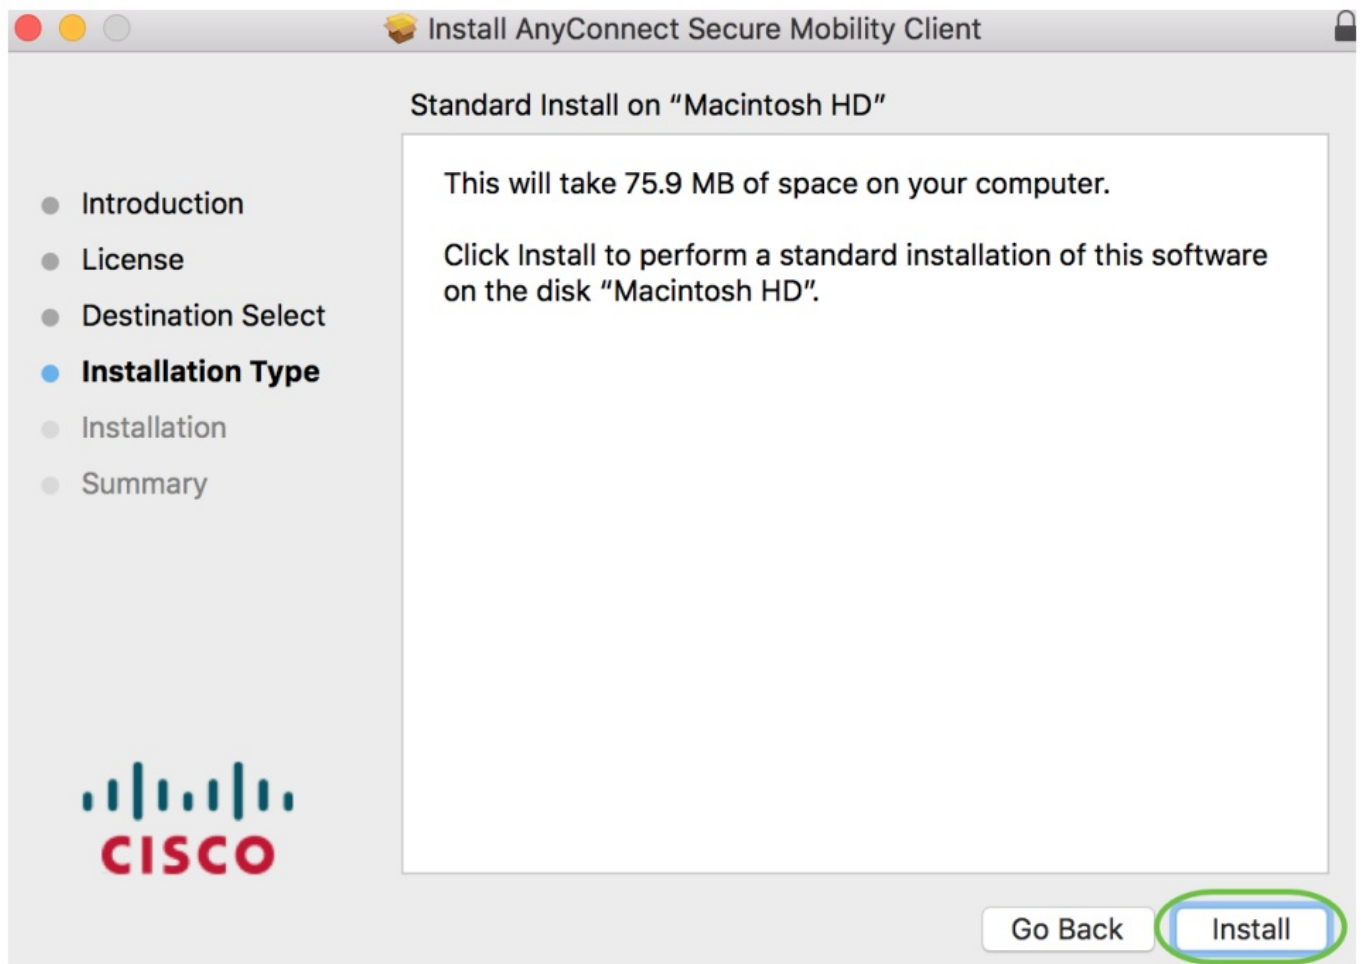 Install AnyConnect Secure Mobility Client
Standard Install on “Macintosh HD”
Introduction
License
Destination Select
Installation Type
Installation
Summary
This will take 75.9 MB of space on your computer.
Click Install to perform a standard installation of this software
on the disk “Macintosh HD”.
CISCO
Go Back
Install